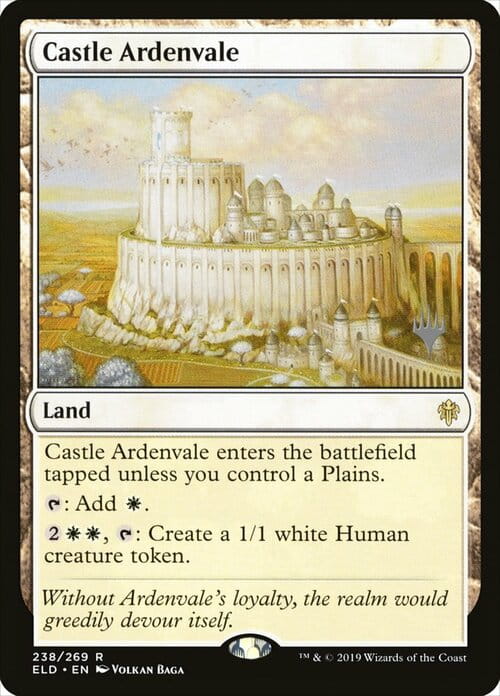 Castle Ardenvale
Land
Castle Ardenvale enters the battlefield
tapped unless you control a Plains.
: Add .
2 , : Create a 1/1 white Human
creature token.
Without Ardenvale's loyalty, the realm would
greedily devour itself.
238/269 R
ELD • EN Volkan Baga
™ & © 2019 Wizards of the Coast